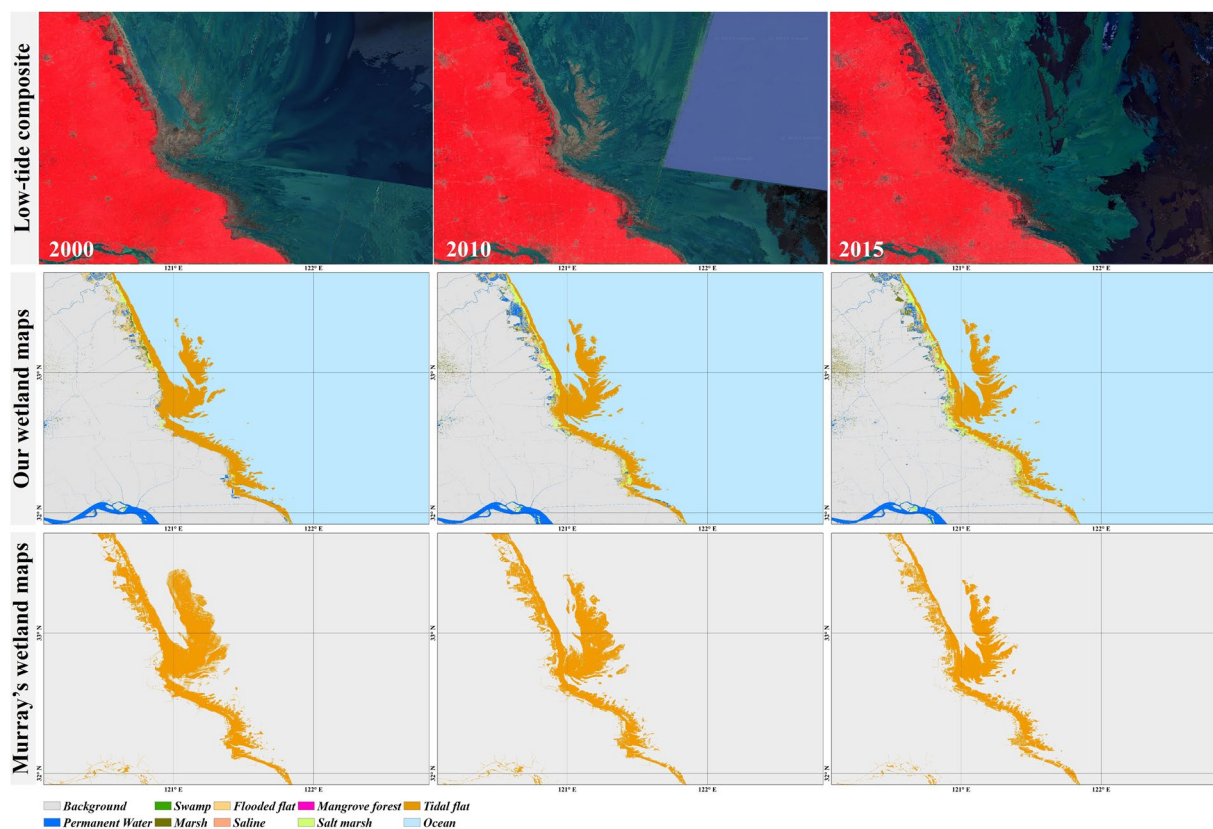 Low-tide composite
2000
2010
2015
121° E
122° E
121° E
122° E
121° E
122° E
Our wetland maps
33° N
32° N
33° N
32° N
33° N
32° N
Murray's wetland maps
33° N
32° N
33° N
32° N
33° N
32° N
121° E
122° E
121° E
122° E
121° E
122° E
Background
Swamp
Flooded flat
Mangrove forest
Tidal flat
Permanent Water
Marsh
Saline
Salt marsh
Ocean